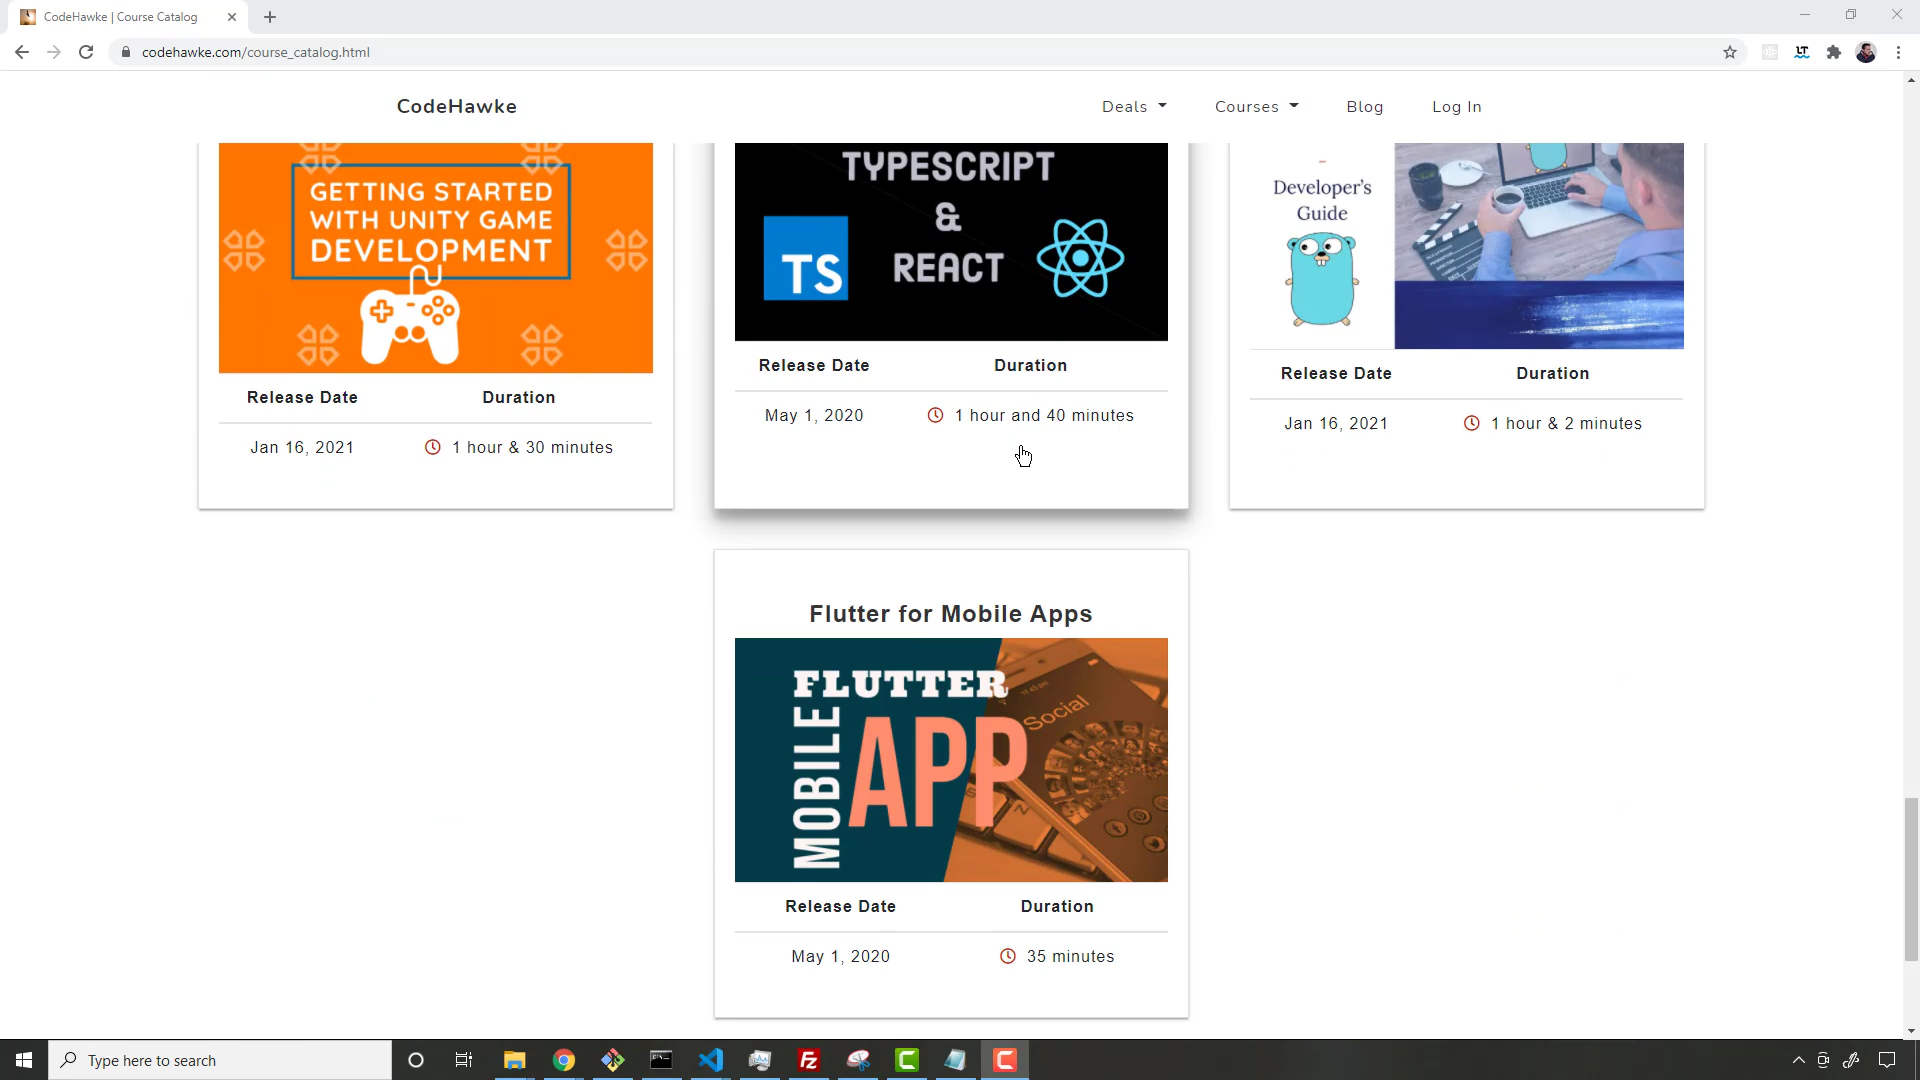 CodeHawke | Course Catalog
codehawke.com/course_catalog.html
CodeHawke
Deals
Courses
Blog
Log In
GETTING STARTED
WITH UNITY GAME
DEVELOPMENT
Release Date
Duration
Jan 16, 2021
1 hour & 30 minutes
TYPESCRIPT
&
REACT
TS
Release Date
Duration
May 1, 2020
1 hour and 40 minutes
Developer's
Guide
Release Date
Duration
Jan 16, 2021
1 hour & 2 minutes
Flutter for Mobile Apps
FLUTTER
MOBILE
APP
Social
Release Date
Duration
May 1, 2020
35 minutes
Type here to search